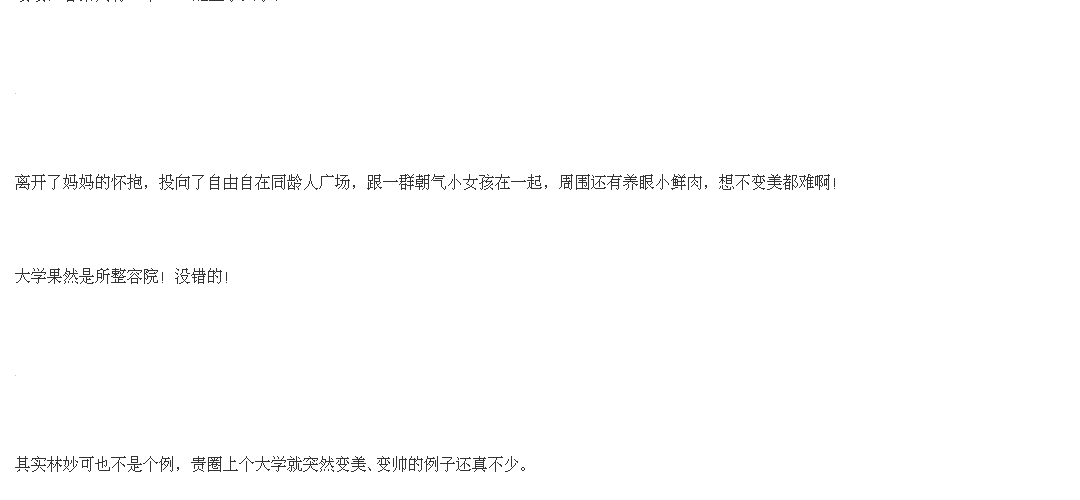 离开了妈妈的怀抱，投向了自由自在同龄人广场，跟一群朝气小女孩在一起，周围还有养眼小鲜肉，想不变美都难啊！
大学果然是所整容院！没错的！
其实林妙可也不是个例，贵圈上个大学就突然变美、变帅的例子还真不少。